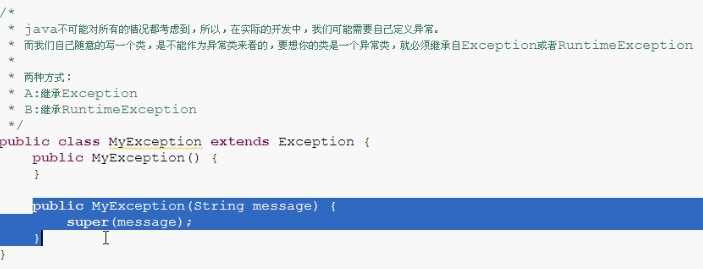 /*
 * java不可能对所有的情况都考虑到，所以，在实际的开发中，我们可能需要自己定义异常。
 * 而我们自己随意的写一个类，是不能作为异常类来看的，要想你的类是一个异常类，就必须继承自Exception或者RuntimeException
 *
 * 两种方式：
 * A:继承Exception
 * B:继承RuntimeException
 */
public class MyException extends Exception {
    public MyException() {
    }

    public MyException(String message) {
        super(message);
    }
}